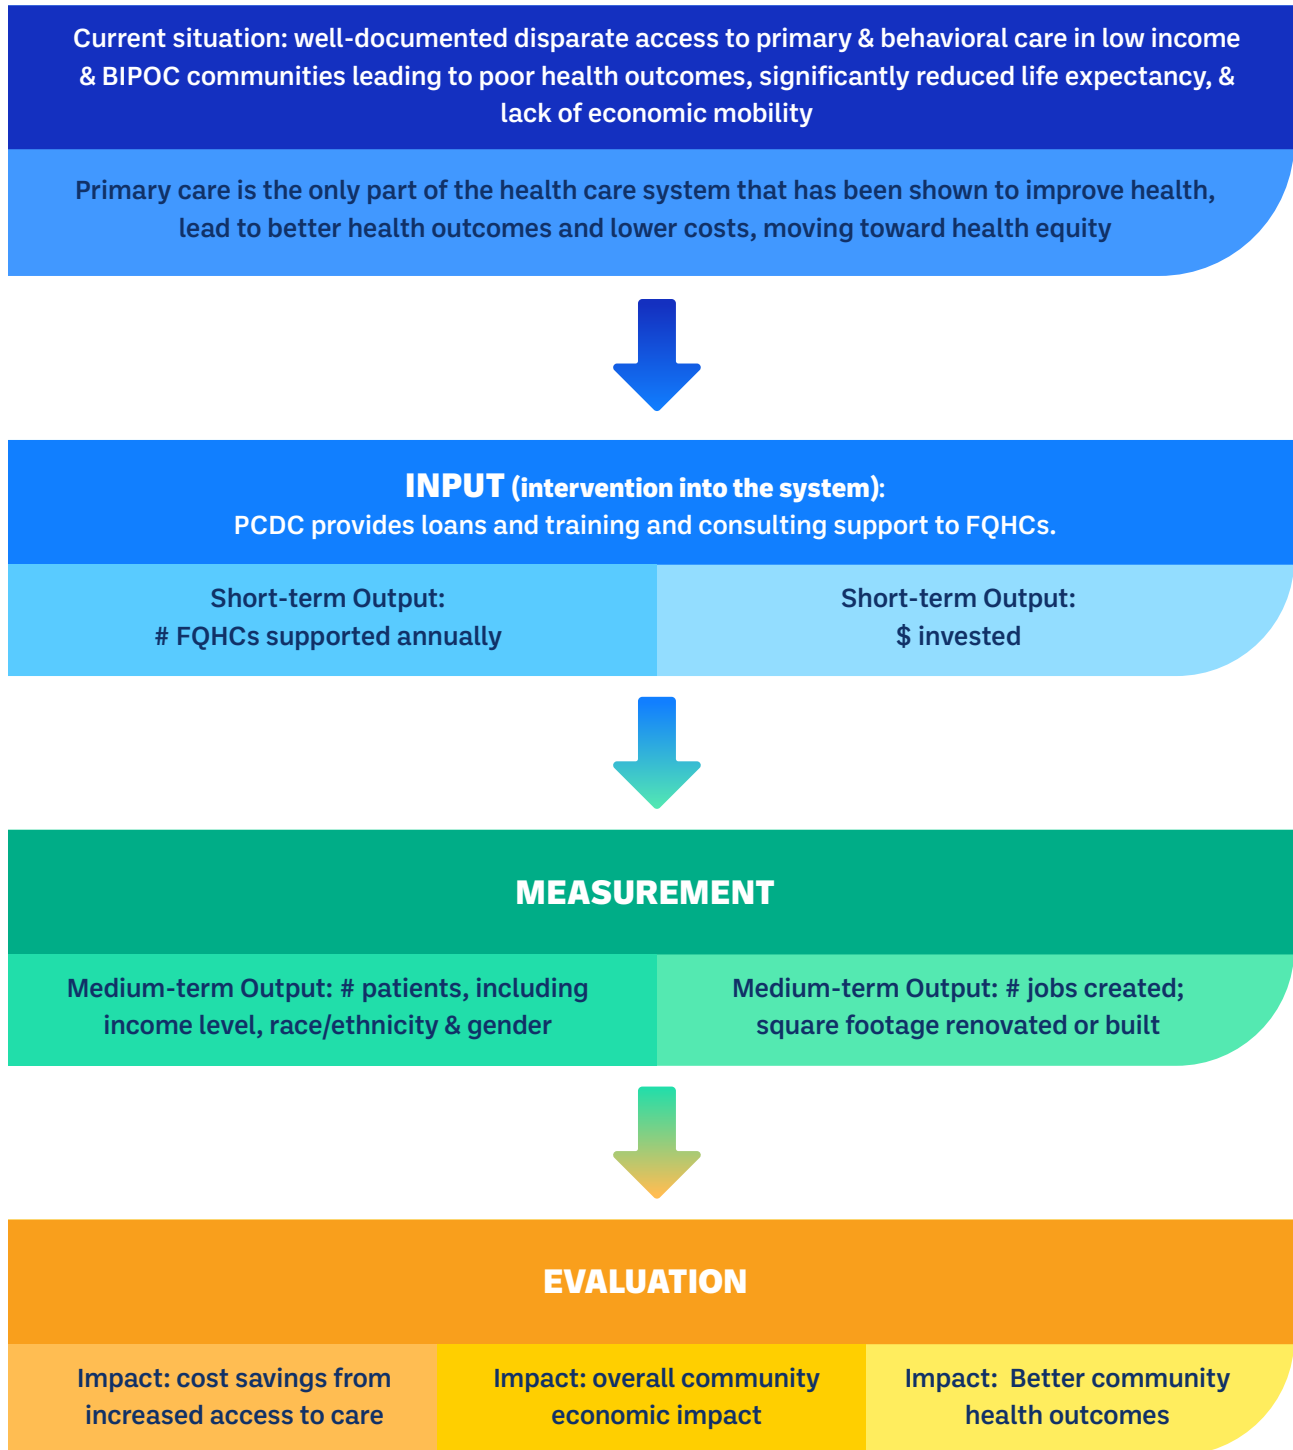 Current situation: well-documented disparate access to primary & behavioral care in low income
& BIPOC communities leading to poor health outcomes, significantly reduced life expectancy, &
lack of economic mobility
Primary care is the only part of the health care system that has been shown to improve health,
lead to better health outcomes and lower costs, moving toward health equity
INPUT (intervention into the system):
PCDC provides loans and training and consulting support to FQHCs.
Short-term Output:
# FQHCs supported annually
Short-term Output:
$ invested
MEASUREMENT
Medium-term Output: # patients, including
income level, race/ethnicity & gender
Medium-term Output: # jobs created;
square footage renovated or built
EVALUATION
Impact: cost savings from
increased access to care
Impact: overall community
economic impact
Impact: Better community
health outcomes